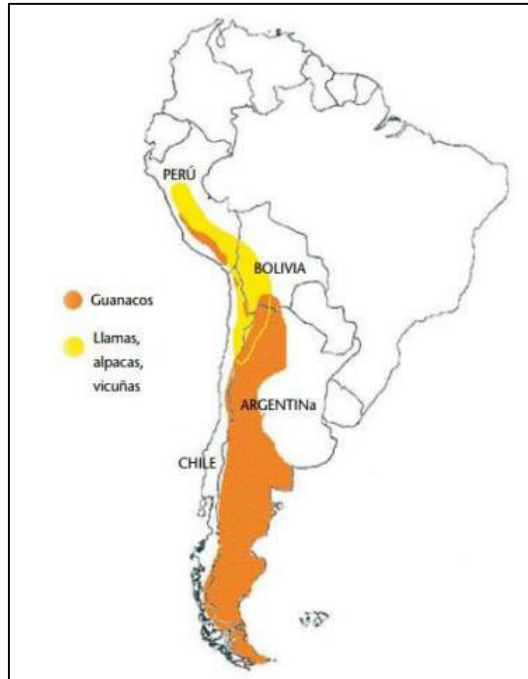 PERÚ
BOLIVIA
Guanacos
Llamas,
alpacas,
vicuñas
ARGENTINa
CHILE